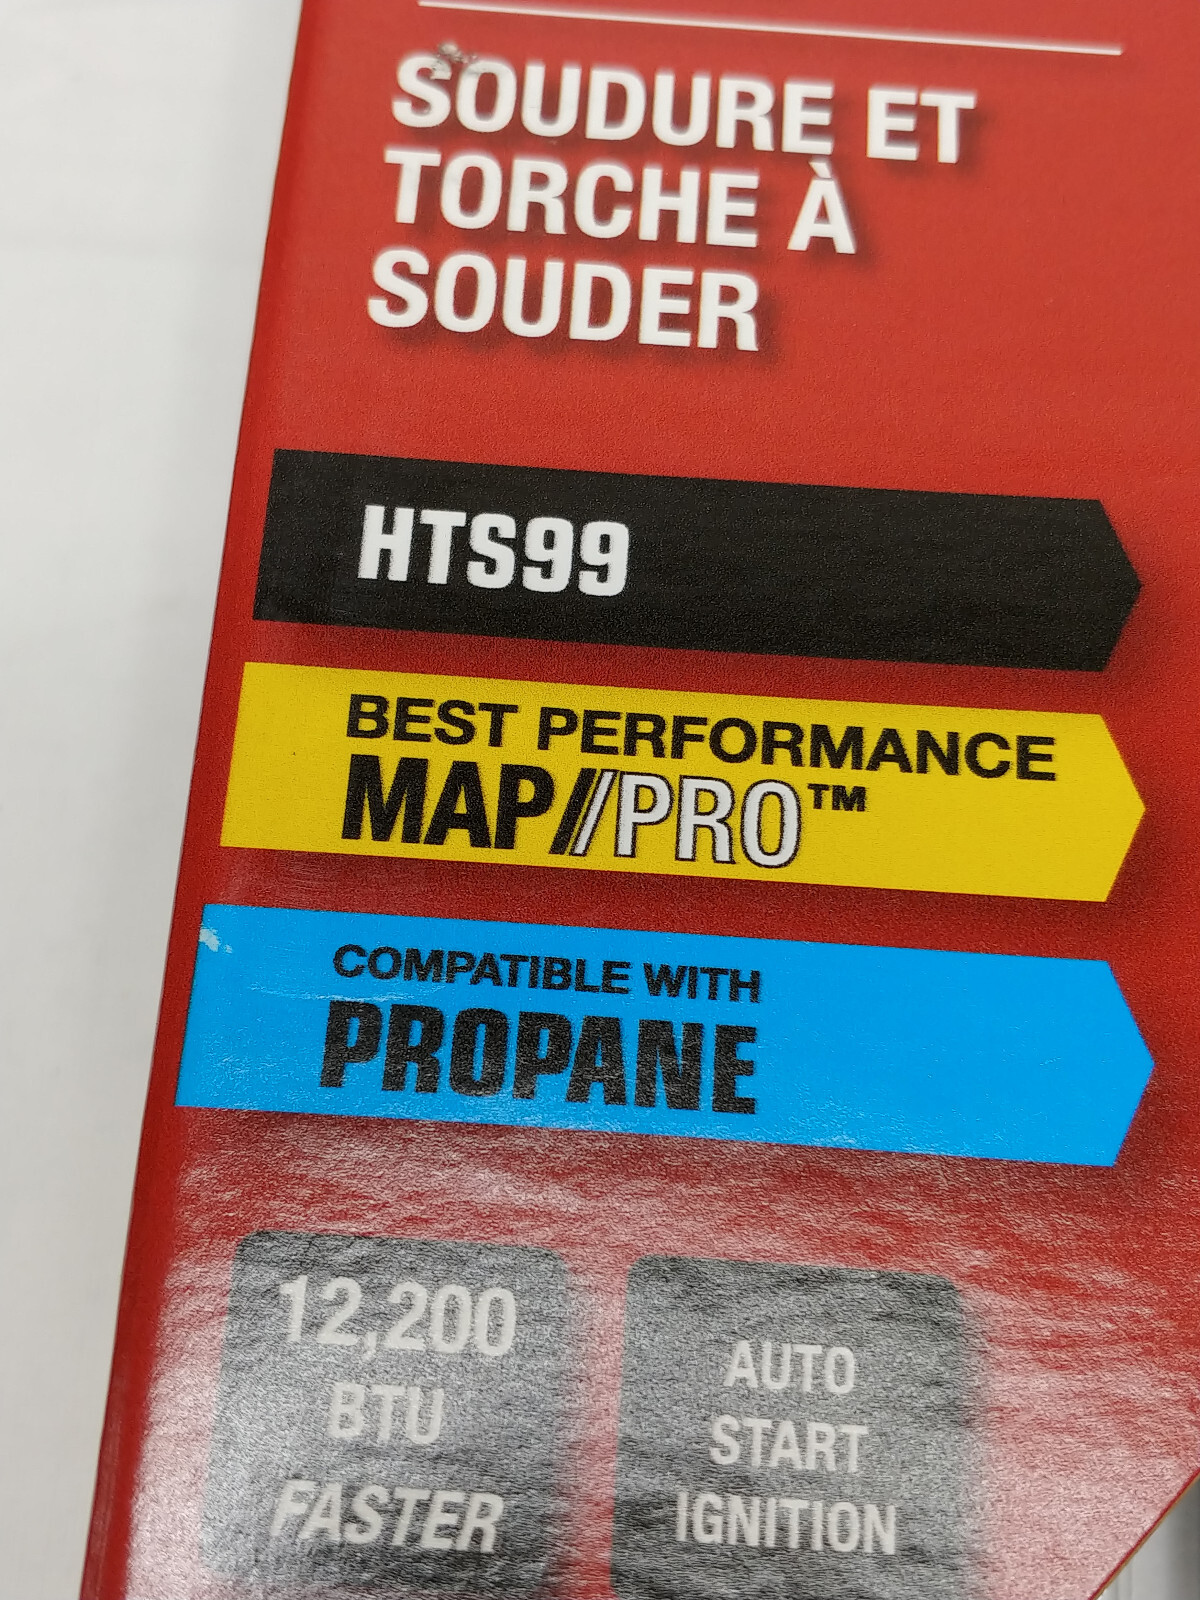 SOUDURE ET
TORCHE À
SOUDER
HTS99
BEST PERFORMANCE
MAP//PRO™
COMPATIBLE WITH
PROPANE
12,200
BTU
FASTER
AUTO
START
IGNITION